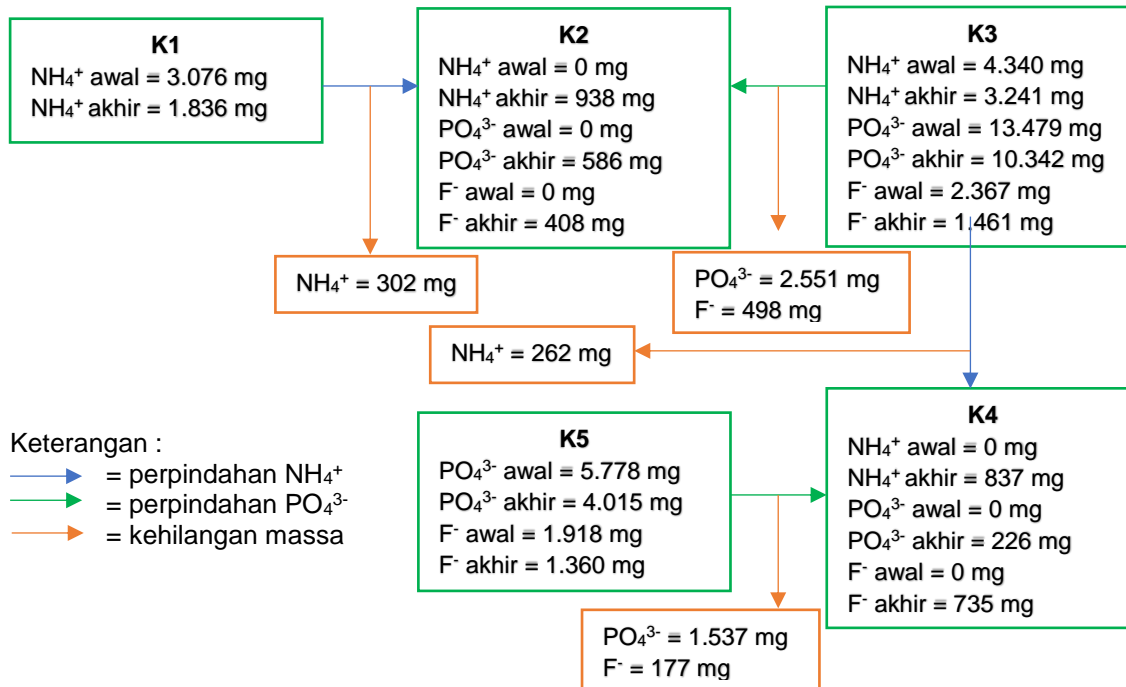 K1
NH₄⁺ awal = 3.076 mg
NH₄⁺ akhir = 1.836 mg
K2
NH₄⁺ awal = 0 mg
NH₄⁺ akhir = 938 mg
PO₄³⁻ awal = 0 mg
PO₄³⁻ akhir = 586 mg
F⁻ awal = 0 mg
F⁻ akhir = 408 mg
K3
NH₄⁺ awal = 4.340 mg
NH₄⁺ akhir = 3.241 mg
PO₄³⁻ awal = 13.479 mg
PO₄³⁻ akhir = 10.342 mg
F⁻ awal = 2.367 mg
F⁻ akhir = 1.461 mg
NH₄⁺ = 302 mg
PO₄³⁻ = 2.551 mg
F⁻ = 498 mg
NH₄⁺ = 262 mg
K5
PO₄³⁻ awal = 5.778 mg
PO₄³⁻ akhir = 4.015 mg
F⁻ awal = 1.918 mg
F⁻ akhir = 1.360 mg
K4
NH₄⁺ awal = 0 mg
NH₄⁺ akhir = 837 mg
PO₄³⁻ awal = 0 mg
PO₄³⁻ akhir = 226 mg
F⁻ awal = 0 mg
F⁻ akhir = 735 mg
PO₄³⁻ = 1.537 mg
F⁻ = 177 mg
Keterangan :
= perpindahan NH₄⁺
= perpindahan PO₄³⁻
= kehilangan massa